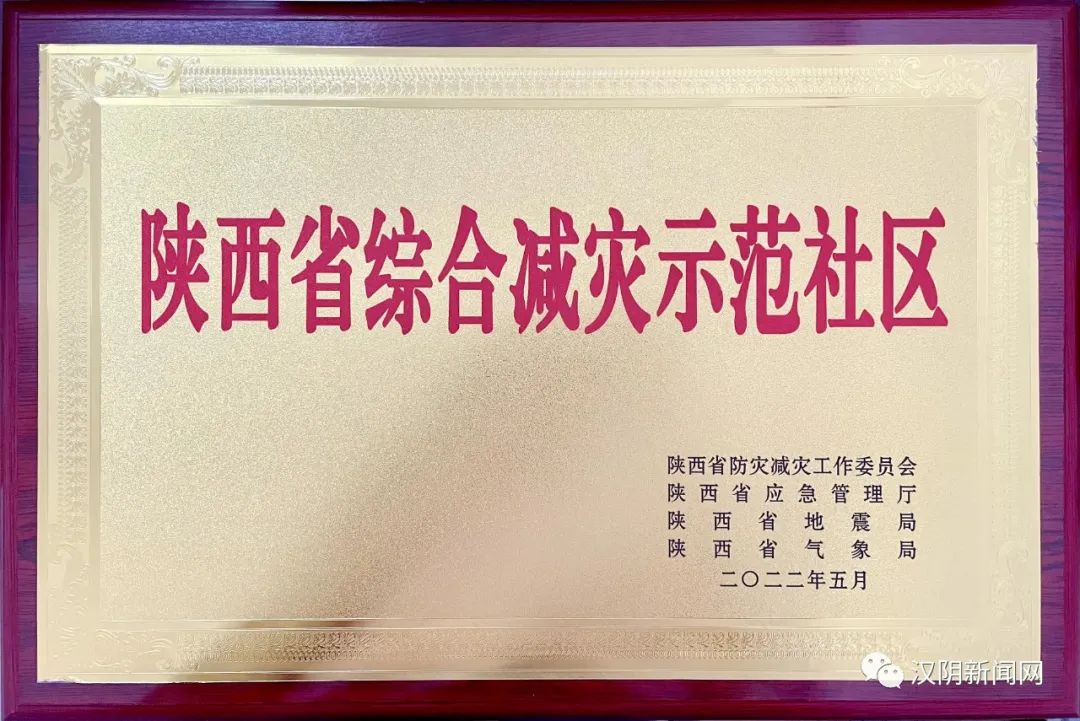 陕西省综合减灾示范社区
陕西省防灾减灾工作委员会
陕西省应急管理厅
陕西省地震局
陕西省气象局
二〇二二年五月
汉阴新闻网